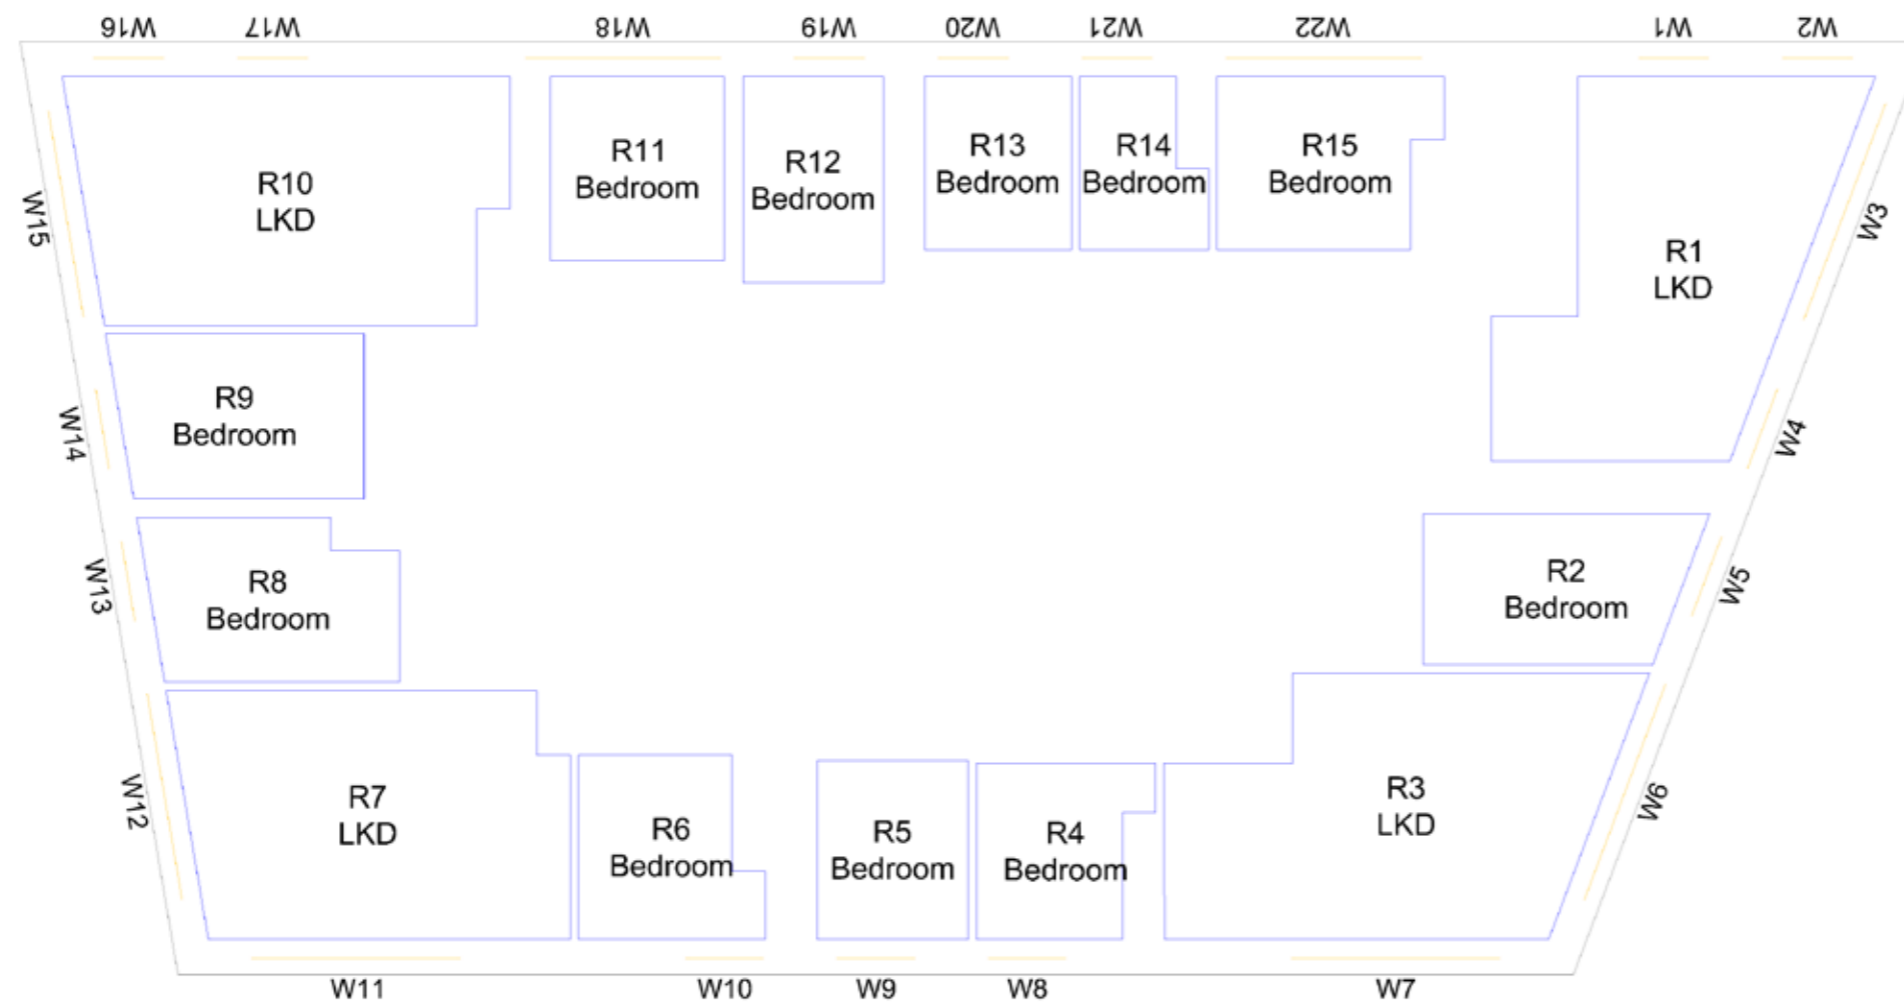 W16 W17 W18 W19 W20 W21 W22 W1 W2
R10
LKD
R11
Bedroom
R12
Bedroom
R13
Bedroom
R14
Bedroom
R15
Bedroom
R1
LKD
W15
W3
R9
Bedroom
W14
W4
R8
Bedroom
W13
R2
Bedroom
W5
R7
LKD
W12
R6
Bedroom
R5
Bedroom
R4
Bedroom
R3
LKD
W6
W11 W10 W9 W8 W7